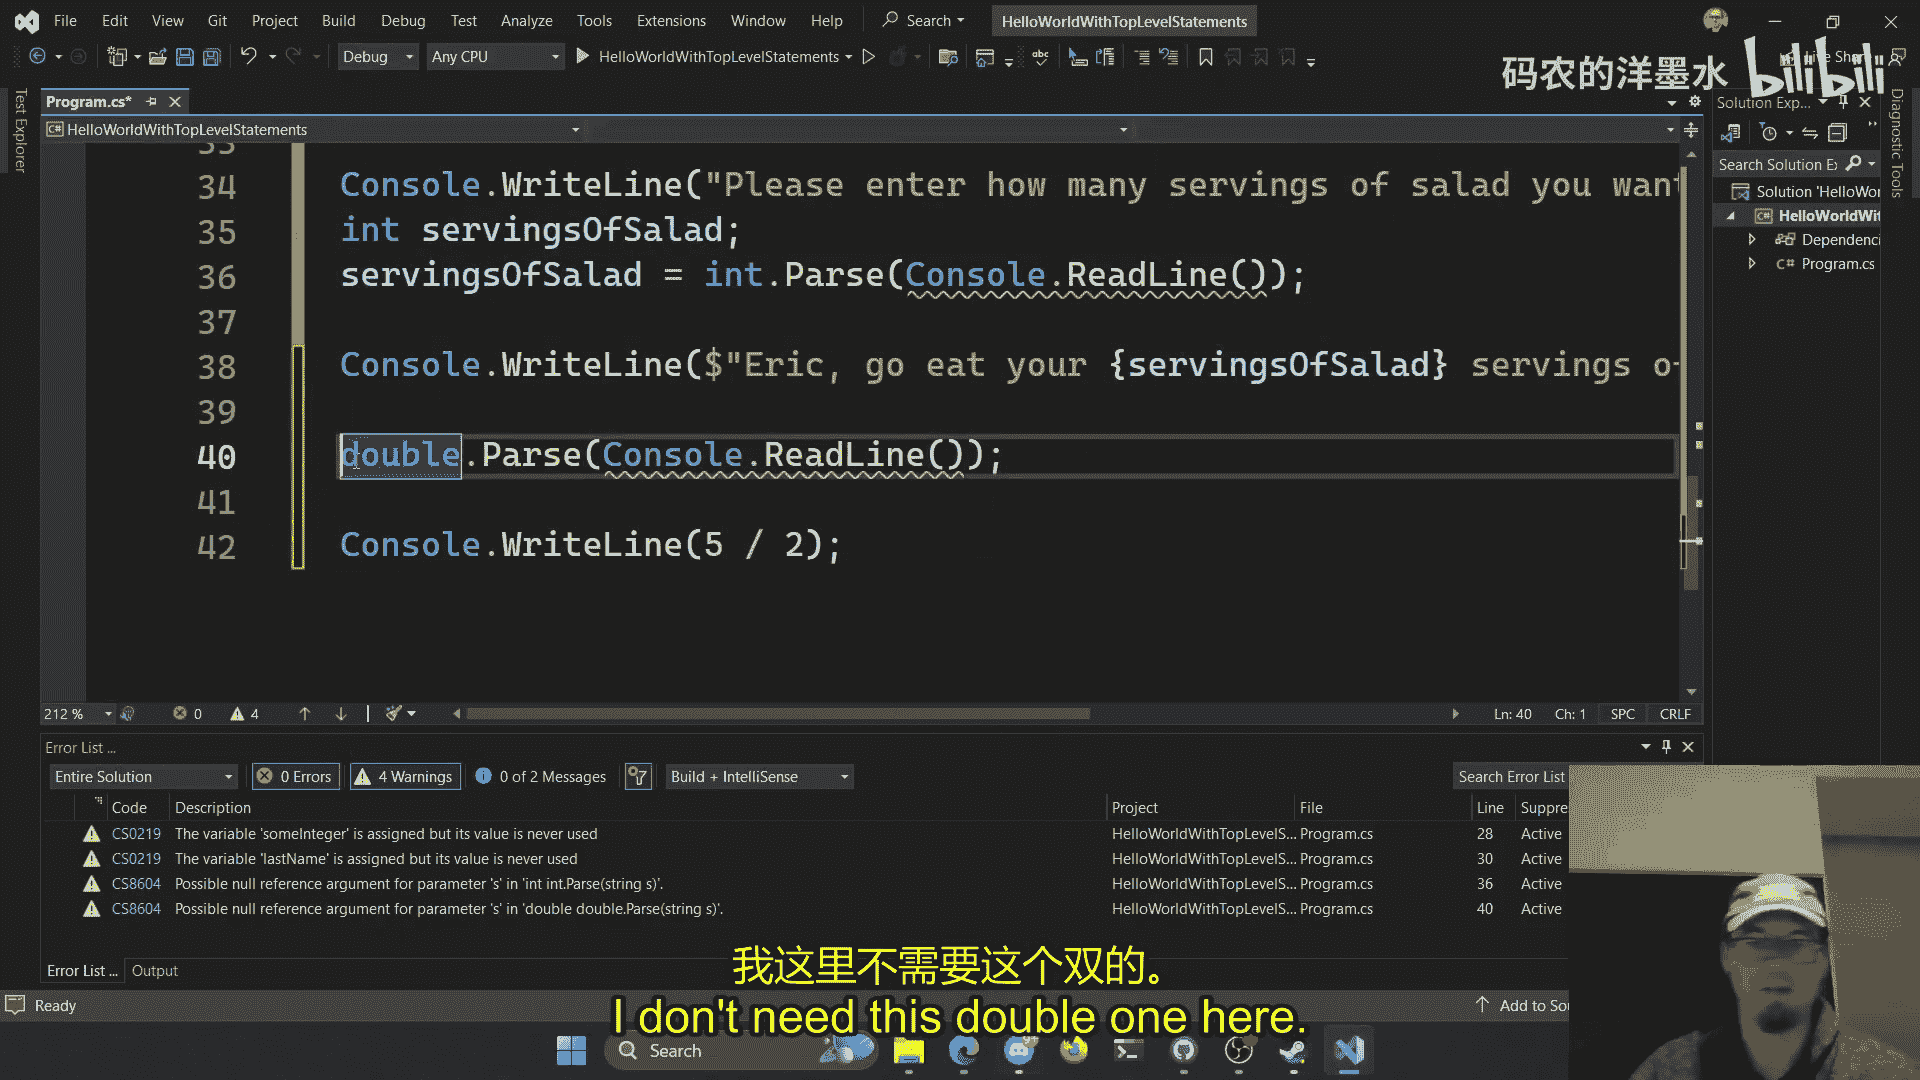 File Edit View Git Project Build Debug Test Analyze Tools Extensions Window Help Search HelloWorldWithTopLevelStatements
Debug Any CPU HelloWorldWithTopLevelStatements
码农的洋墨水 bilibili
Test Explorer
Program.cs*
HelloWorldWithTopLevelStatements
33
34 Console.WriteLine("Please enter how many servings of salad you want
35 int servingsOfSalad;
36 servingsOfSalad = int.Parse(Console.ReadLine());
37
38 Console.WriteLine($"Eric, go eat your {servingsOfSalad} servings o
39
40 double.Parse(Console.ReadLine());
41
42 Console.WriteLine(5 / 2);
212 % 0 4 Ln: 40 Ch: 1 SPC CRLF
Solution Exp...
Search Solution E
Solution 'HelloWo
HelloWorldWit
Dependenci
C# Program.cs
Diagnostic Tools
Error List ...
Entire Solution 0 Errors 4 Warnings 0 of 2 Messages Build + IntelliSense Search Error List
Code Description Project File Line Suppre
CS0219 The variable 'someInteger' is assigned but its value is never used HelloWorldWithTopLevelS... Program.cs 28 Active
CS0219 The variable 'lastName' is assigned but its value is never used HelloWorldWithTopLevelS... Program.cs 30 Active
CS8604 Possible null reference argument for parameter 's' in 'int int.Parse(string s)'. HelloWorldWithTopLevelS... Program.cs 36 Active
CS8604 Possible null reference argument for parameter 's' in 'double double.Parse(string s)'. HelloWorldWithTopLevelS... Program.cs 40 Active
Error List ... Output
我这里不需要这个双的。
Ready Add to So
I don't need this double one here.
Search